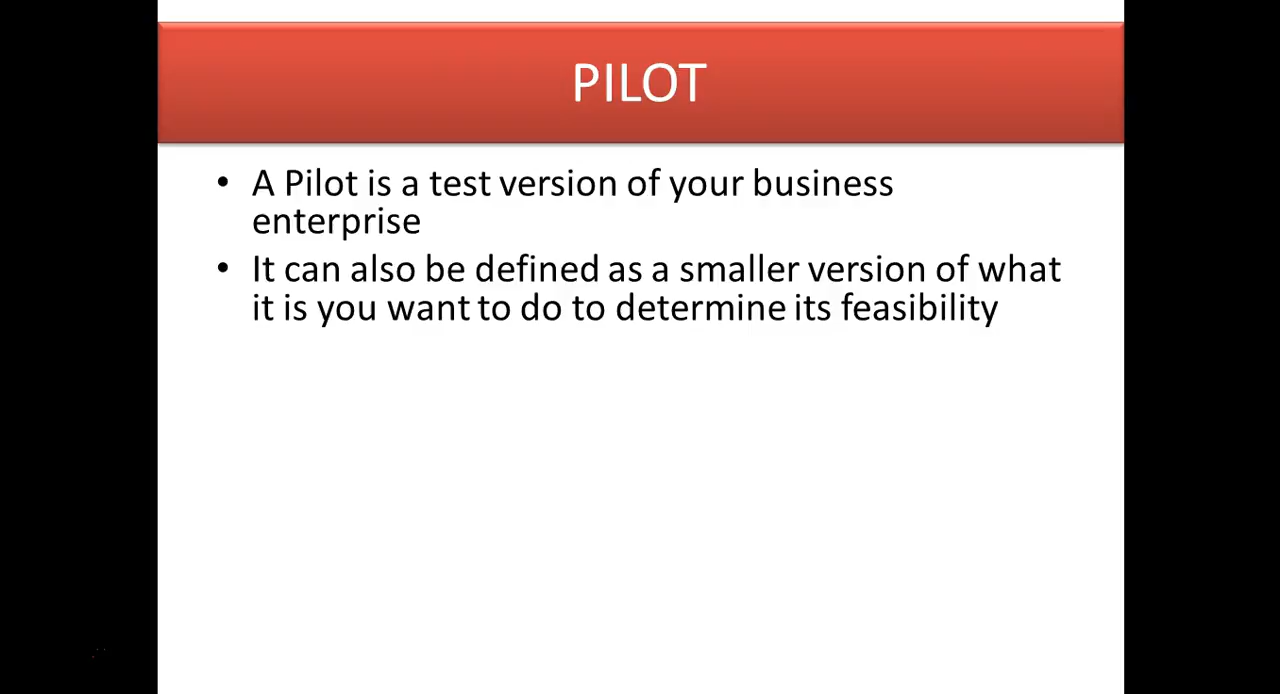 PILOT
• A Pilot is a test version of your business
enterprise
• It can also be defined as a smaller version of what
it is you want to do to determine its feasibility